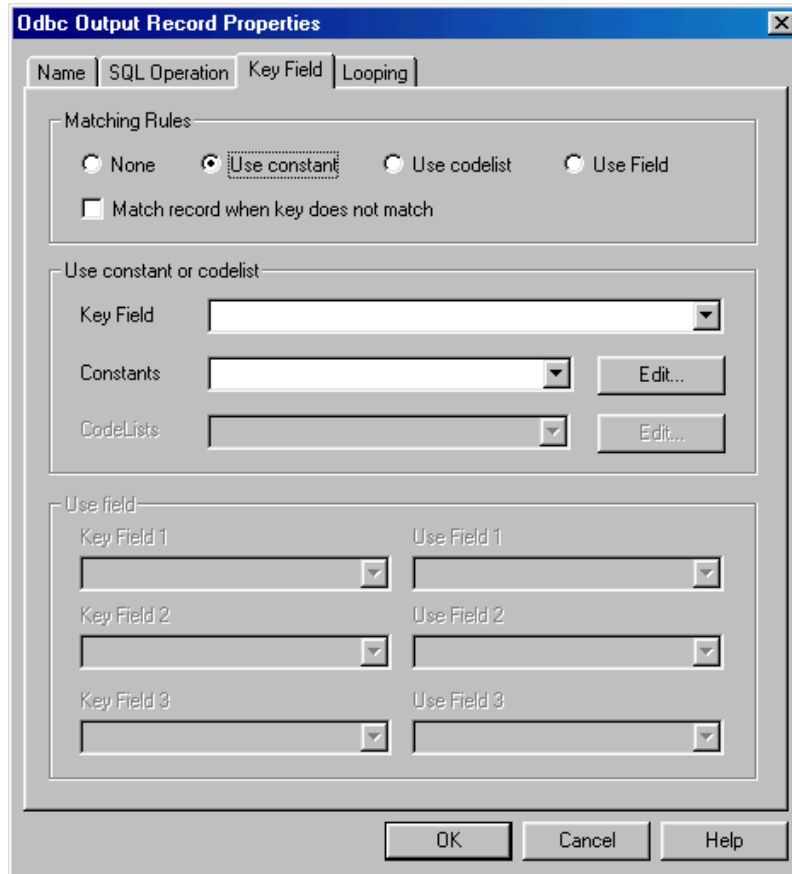 Odbc Output Record Properties
Name SQL Operation Key Field Looping
Matching Rules
None Use constant Use codelist Use Field
Match record when key does not match
Use constant or codelist
Key Field
Constants Edit...
CodeLists Edit...
Use field
Key Field 1 Use Field 1
Key Field 2 Use Field 2
Key Field 3 Use Field 3
OK Cancel Help